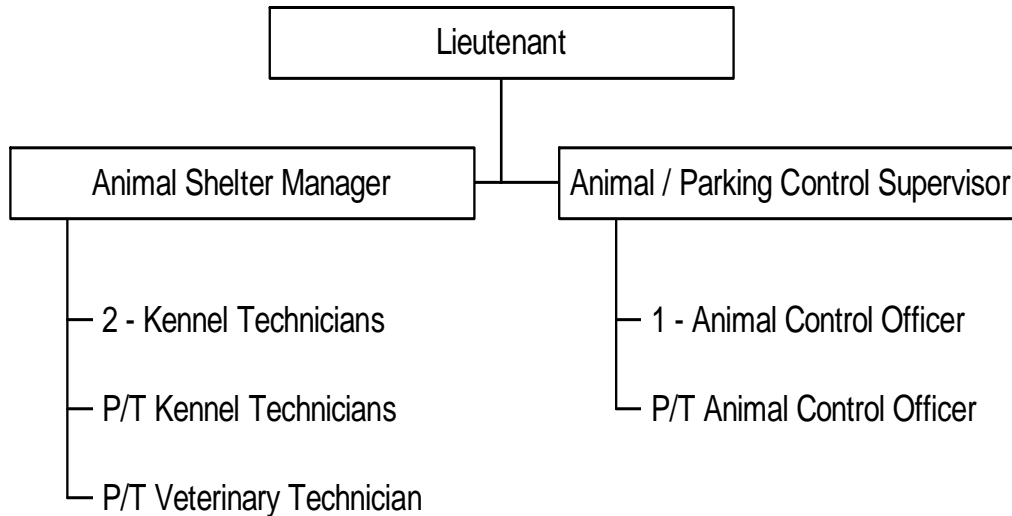 Lieutenant
Animal Shelter Manager
Animal / Parking Control Supervisor
2 - Kennel Technicians
P/T Kennel Technicians
P/T Veterinary Technician
1 - Animal Control Officer
P/T Animal Control Officer